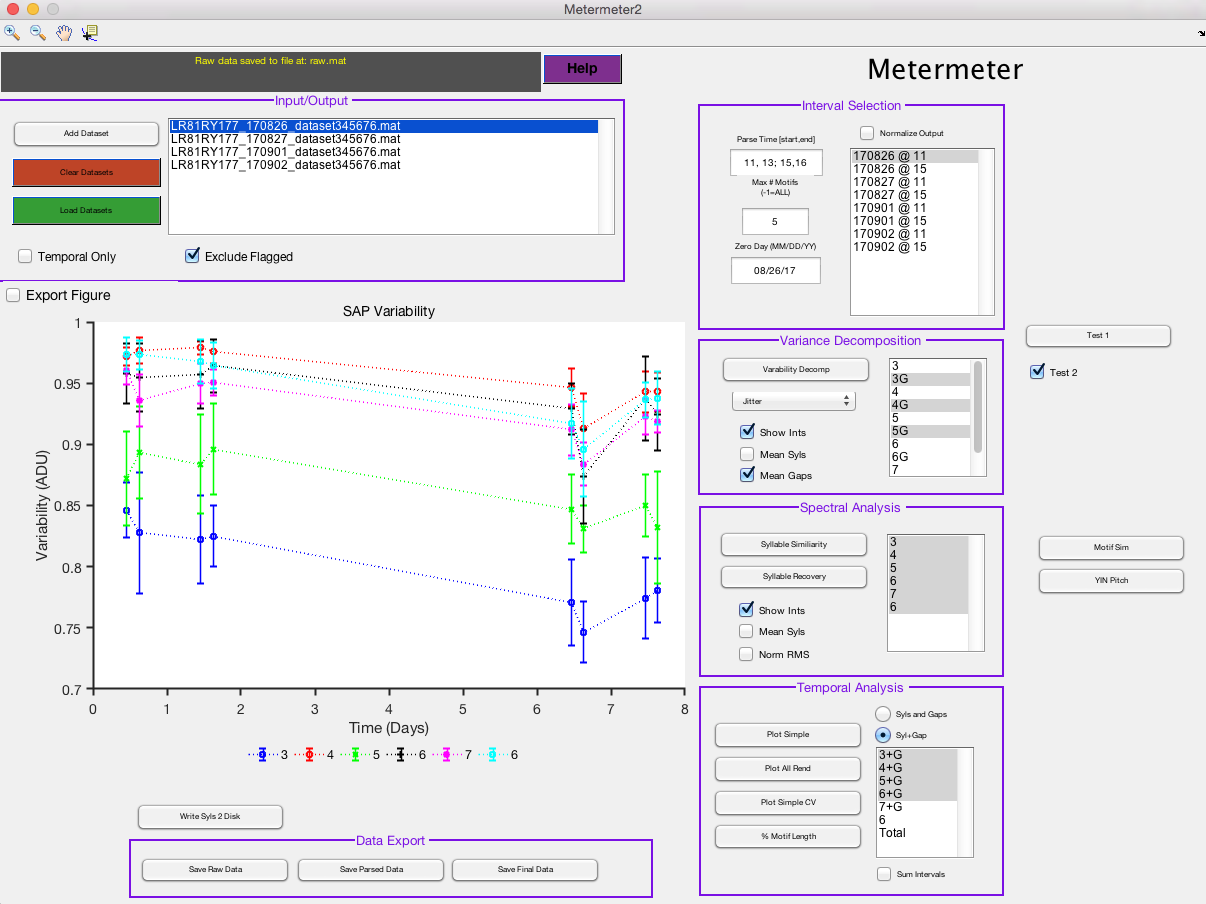 Metermeter2
Raw data saved to file at: raw.mat
Help
Metermeter
Input/Output
Add Dataset
Clear Datasets
Load Datasets
LR81RY177_170826_dataset345676.mat
LR81RY177_170827_dataset345676.mat
LR81RY177_170901_dataset345676.mat
LR81RY177_170902_dataset345676.mat
Temporal Only
Exclude Flagged
Export Figure
SAP Variability
Variability (ADU)
1
0.95
0.9
0.85
0.8
0.75
0.7
0 1 2 3 4 5 6 7 8
Time (Days)
3 4 5 6 7 6
Write Syls 2 Disk
Data Export
Save Raw Data
Save Parsed Data
Save Final Data
Interval Selection
Parse Time [start,end]
11, 13; 15,16
Max # Motifs
(-1=ALL)
5
Zero Day (MM/DD/YY)
08/26/17
Normalize Output
170826 @ 11
170826 @ 15
170827 @ 11
170827 @ 15
170901 @ 11
170901 @ 15
170902 @ 11
170902 @ 15
Test 1
Test 2
Variance Decomposition
Varability Decomp
Jitter
Show Ints
Mean Syls
Mean Gaps
3
3G
4
4G
5
5G
6
6G
7
Spectral Analysis
Syllable Similiarity
Syllable Recovery
Show Ints
Mean Syls
Norm RMS
3
4
5
6
7
6
Motif Sim
YIN Pitch
Temporal Analysis
Plot Simple
Plot All Rend
Plot Simple CV
% Motif Length
Syls and Gaps
Syl+Gap
3+G
4+G
5+G
6+G
7+G
6
Total
Sum Intervals